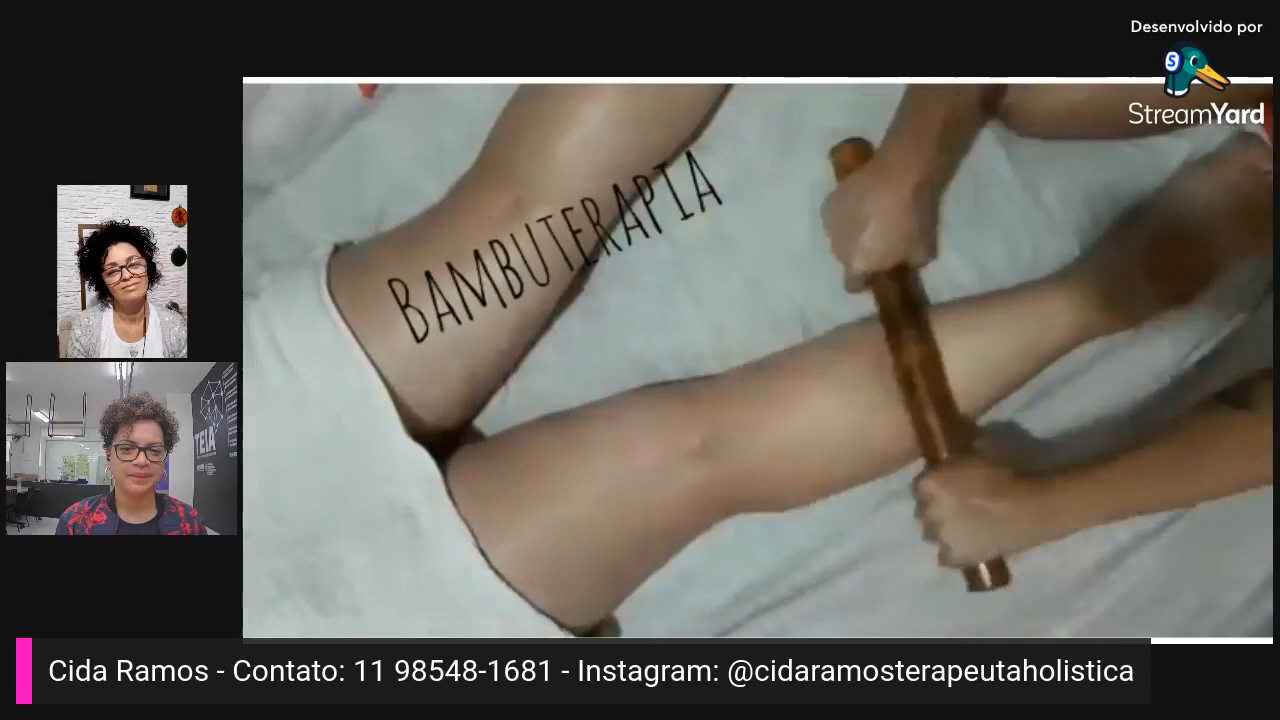 Desenvolvido por
StreamYard
BAMBUTERAPIA
TEIA
Cida Ramos - Contato: 11 98548-1681 - Instagram: @cidaramosterapeutaholistica